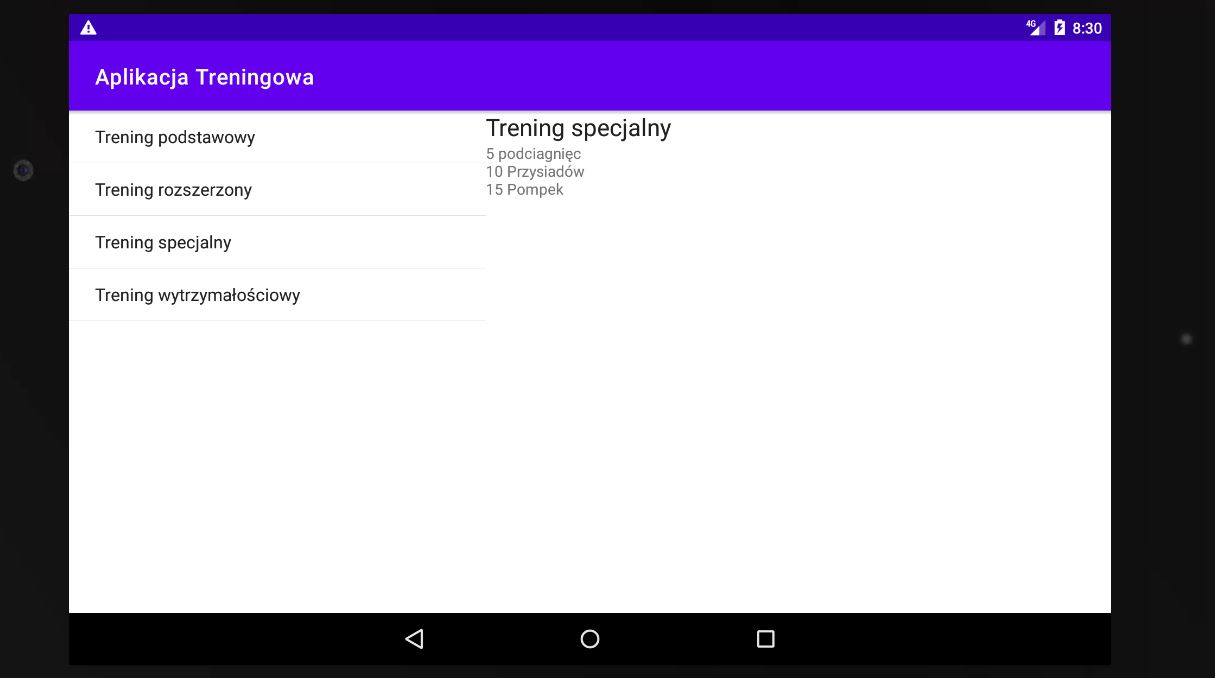 4G 8:30
Aplikacja Treningowa
Trening podstawowy
Trening rozszerzony
Trening specjalny
Trening wytrzymałościowy
Trening specjalny
5 podciagnięc
10 Przysiadów
15 Pompek